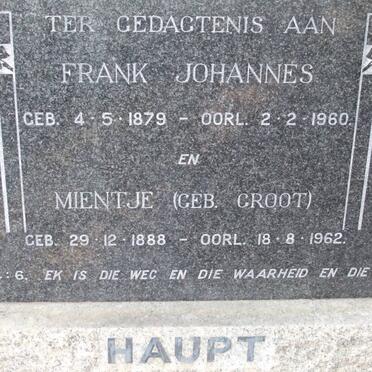 TER GEDAGTENIS AAN
FRANK JOHANNES
GEB. 4·5·1879 – OORL. 2·2·1960.
EN
MIENTJE (GEB. GROOT)
GEB. 29·12·1888 – OORL. 18·8·1962.
: 6. EK IS DIE WEG EN DIE WAARHEID EN DIE
HAUPT